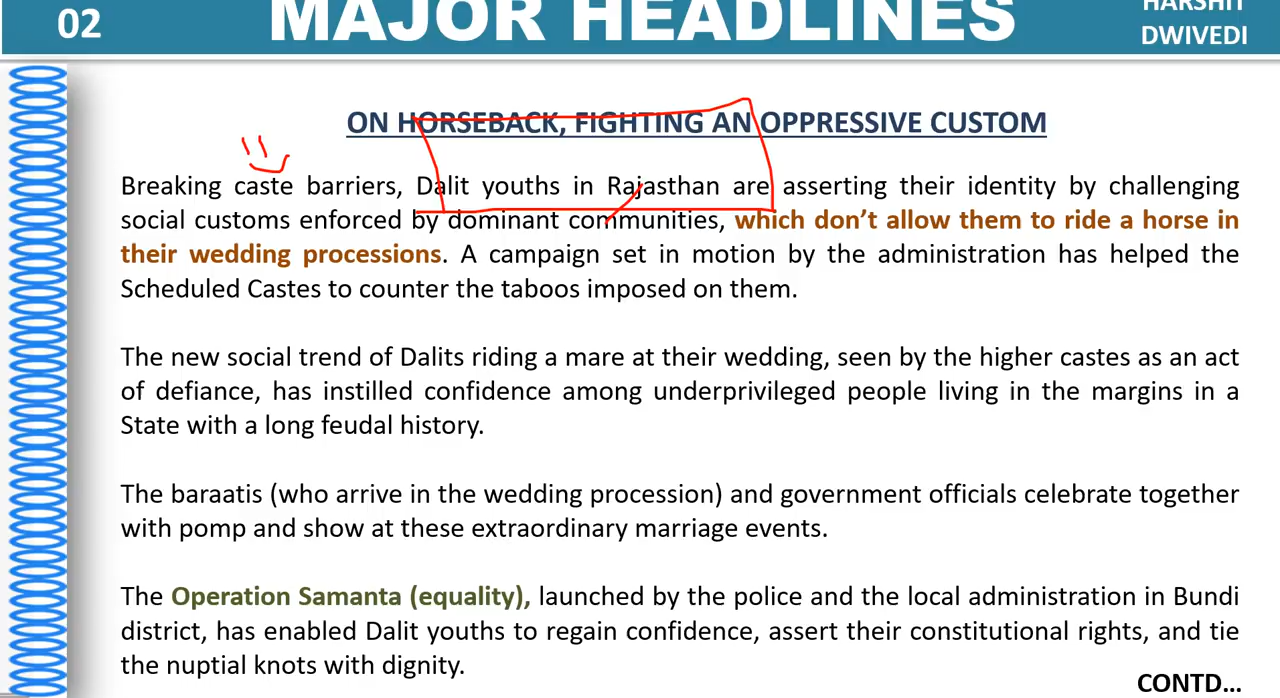 02
MAJOR HEADLINES
HARSHIT
DWIVEDI
ON HORSEBACK, FIGHTING AN OPPRESSIVE CUSTOM
Breaking caste barriers, Dalit youths in Rajasthan are asserting their identity by challenging
social customs enforced by dominant communities, which don’t allow them to ride a horse in
their wedding processions. A campaign set in motion by the administration has helped the
Scheduled Castes to counter the taboos imposed on them.
The new social trend of Dalits riding a mare at their wedding, seen by the higher castes as an act
of defiance, has instilled confidence among underprivileged people living in the margins in a
State with a long feudal history.
The baraatis (who arrive in the wedding procession) and government officials celebrate together
with pomp and show at these extraordinary marriage events.
The Operation Samanta (equality), launched by the police and the local administration in Bundi
district, has enabled Dalit youths to regain confidence, assert their constitutional rights, and tie
the nuptial knots with dignity.
CONTD...